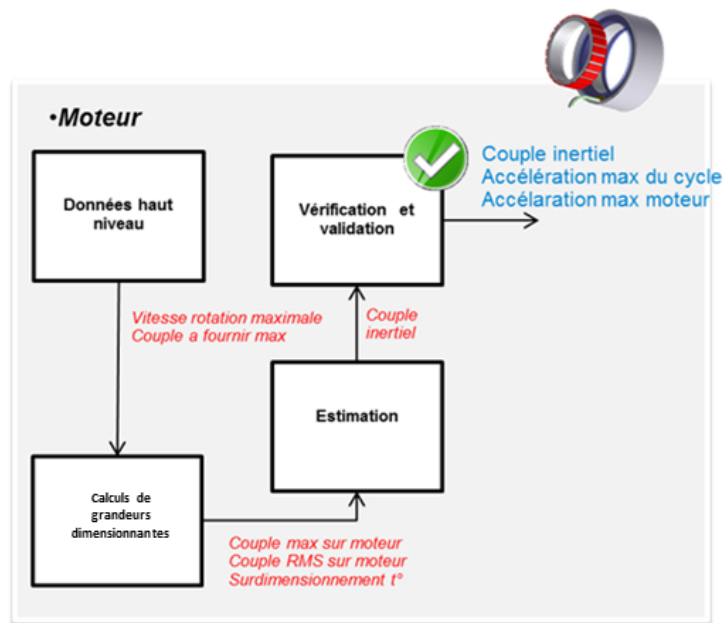 •Moteur
Données haut
niveau
Vérification et
validation
Couple inertiel
Accélération max du cycle
Accélaration max moteur
Vitesse rotation maximale
Couple a fournir max
Couple
inertiel
Estimation
Calculs de
grandeurs
dimensionnantes
Couple max sur moteur
Couple RMS sur moteur
Surdimensionnement t°